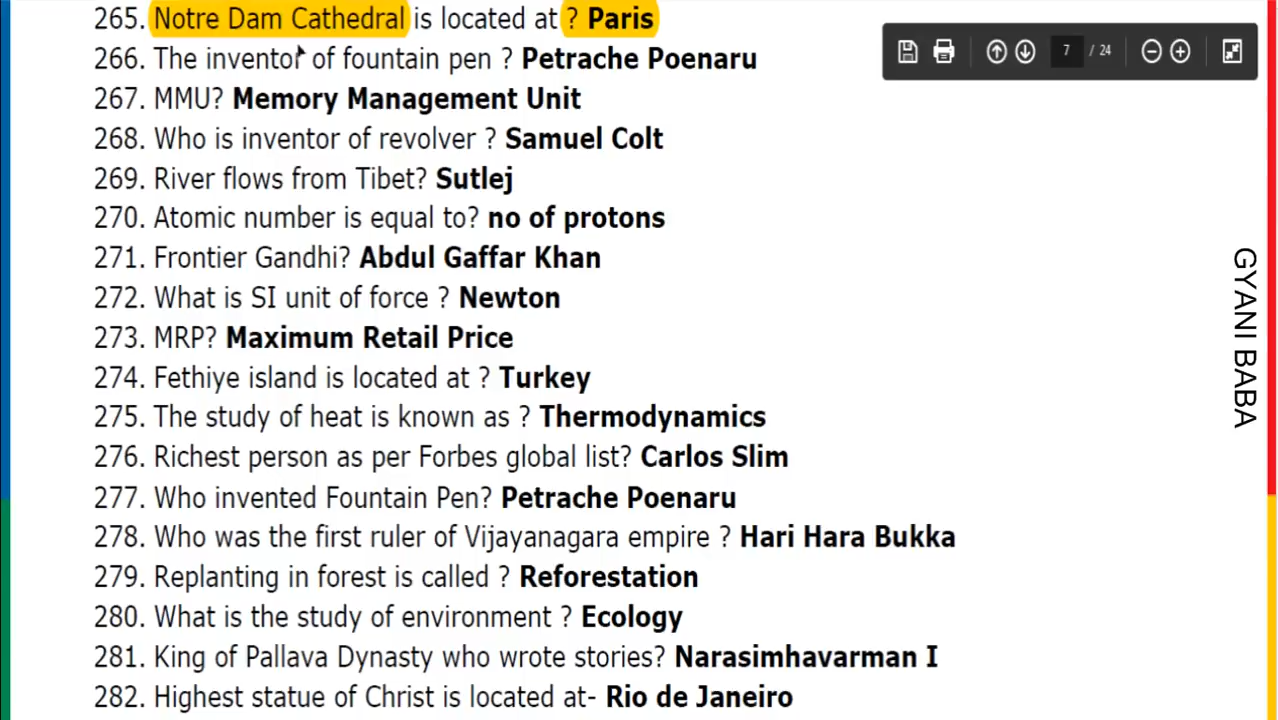 265. Notre Dam Cathedral is located at ? Paris
266. The inventor of fountain pen ? Petrache Poenaru
7 / 24
267. MMU? Memory Management Unit
268. Who is inventor of revolver ? Samuel Colt
269. River flows from Tibet? Sutlej
270. Atomic number is equal to? no of protons
271. Frontier Gandhi? Abdul Gaffar Khan
272. What is SI unit of force ? Newton
273. MRP? Maximum Retail Price
274. Fethiye island is located at ? Turkey
275. The study of heat is known as ? Thermodynamics
276. Richest person as per Forbes global list? Carlos Slim
277. Who invented Fountain Pen? Petrache Poenaru
278. Who was the first ruler of Vijayanagara empire ? Hari Hara Bukka
279. Replanting in forest is called ? Reforestation
280. What is the study of environment ? Ecology
281. King of Pallava Dynasty who wrote stories? Narasimhavarman I
282. Highest statue of Christ is located at- Rio de Janeiro
GYANI BABA